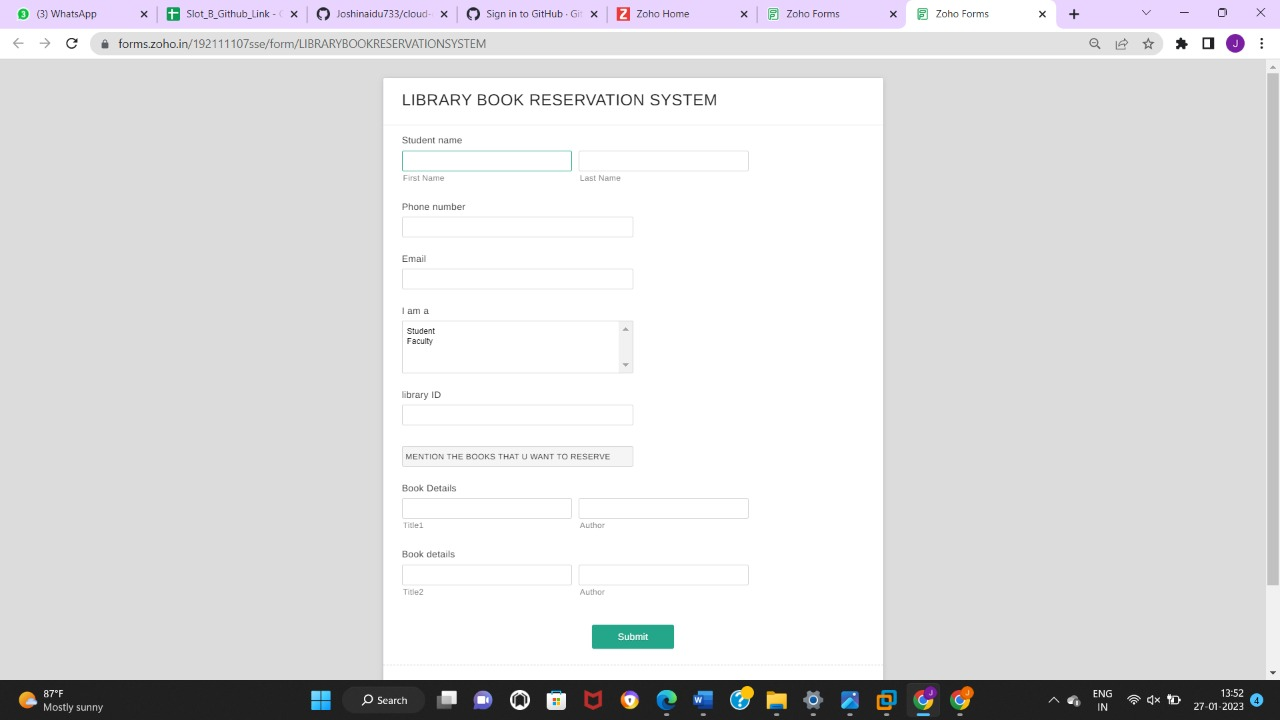 3 (3) WhatsApp Slot_B_Github_Link - G Jostnanaidu733/cloud- Sign in to GitHub · Git Zoho Home Zoho Forms Zoho Forms
forms.zoho.in/192111107sse/form/LIBRARYBOOKRESERVATIONSYSTEM
J
LIBRARY BOOK RESERVATION SYSTEM
Student name
First Name Last Name
Phone number
Email
I am a
Student
Faculty
library ID
MENTION THE BOOKS THAT U WANT TO RESERVE
Book Details
Title1 Author
Book details
Title2 Author
Submit
87°F
Mostly sunny
Search
ENG
IN
13:52
27-01-2023
4